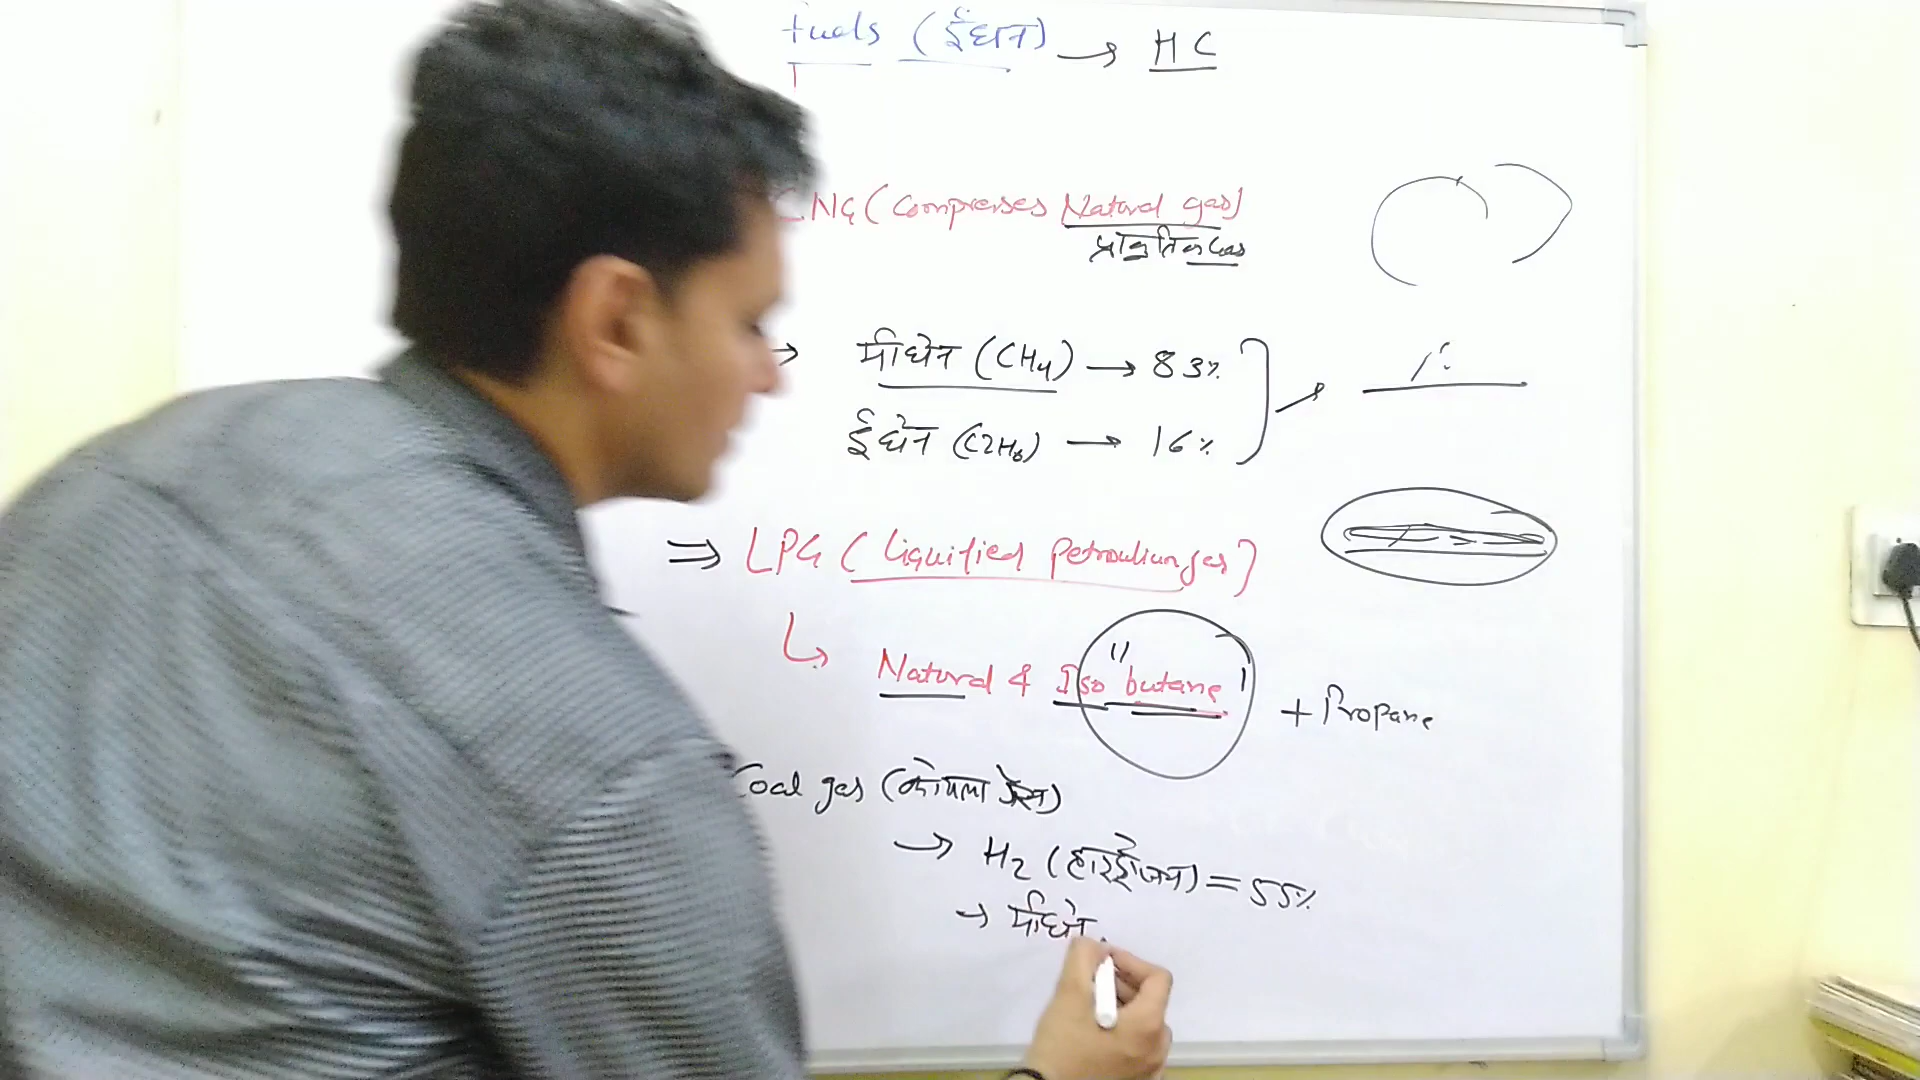 fuels (ईंधन) → HC
CNG (Compresses Natural gas)
प्राकृतिक Gas
→ मीथेन (CH4) → 83%
ईथेन (C2H6) → 16%
⇒ LPG (Liquified Petroulium gas)
Natural & Iso "butane" + Propane
Coal gas (कोयला गैस)
→ H2 (हाइड्रोजन) = 55%
→ मीथेन